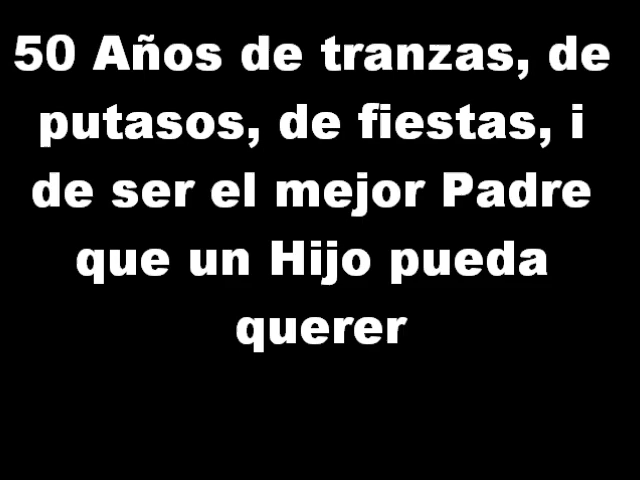 50 Años de tranzas, de
putasos, de fiestas, i
de ser el mejor Padre
que un Hijo pueda
querer